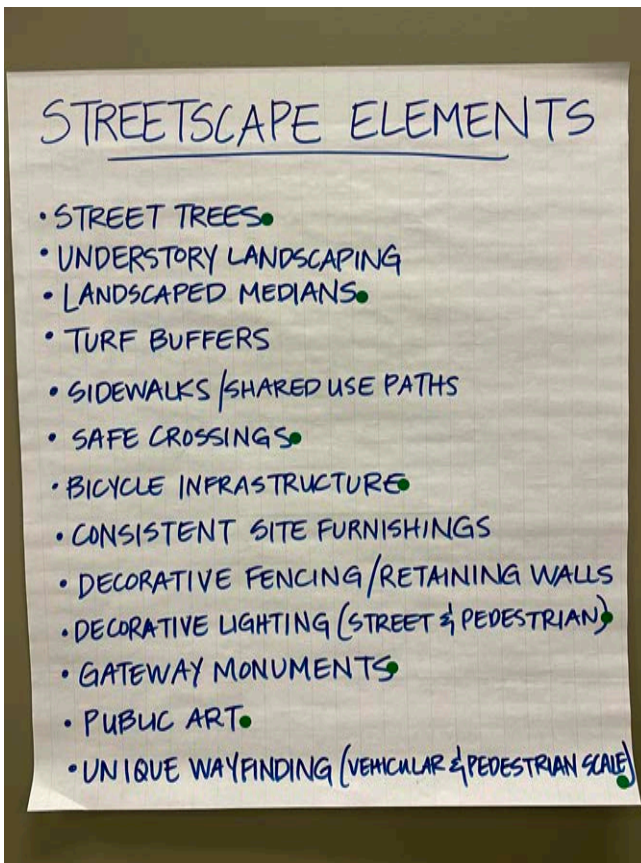 STREETSCAPE ELEMENTS
• STREET TREES
• UNDERSTORY LANDSCAPING
• LANDSCAPED MEDIANS
• TURF BUFFERS
• SIDEWALKS/SHARED USE PATHS
• SAFE CROSSINGS
• BICYCLE INFRASTRUCTURE
• CONSISTENT SITE FURNISHINGS
• DECORATIVE FENCING/RETAINING WALLS
• DECORATIVE LIGHTING (STREET & PEDESTRIAN)
• GATEWAY MONUMENTS
• PUBLIC ART
• UNIQUE WAYFINDING (VEHICULAR & PEDESTRIAN SCALE)